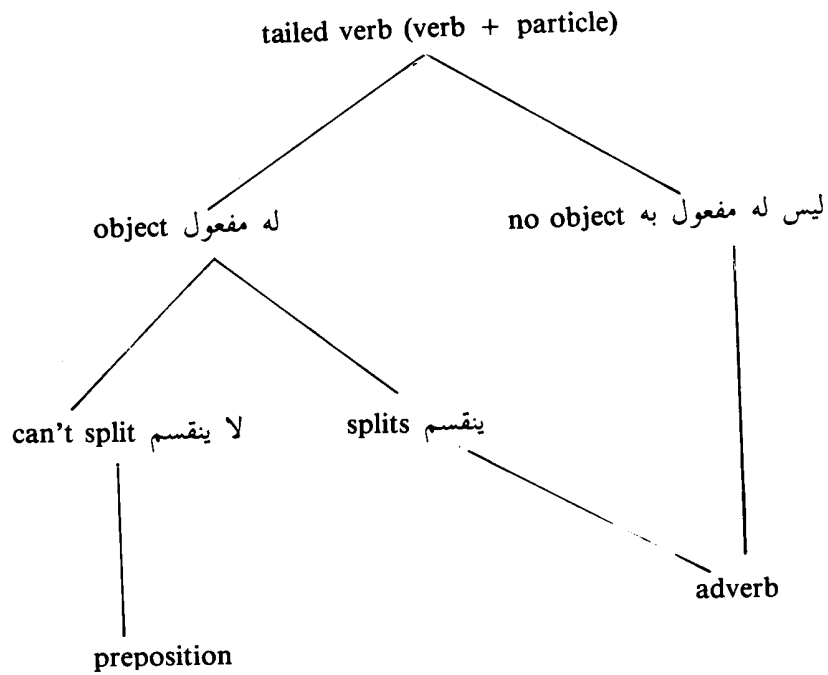 tailed verb (verb + particle)
object له مفعول
no object ليس له مفعول به
can't split لا ينقسم
splits ينقسم
adverb
preposition